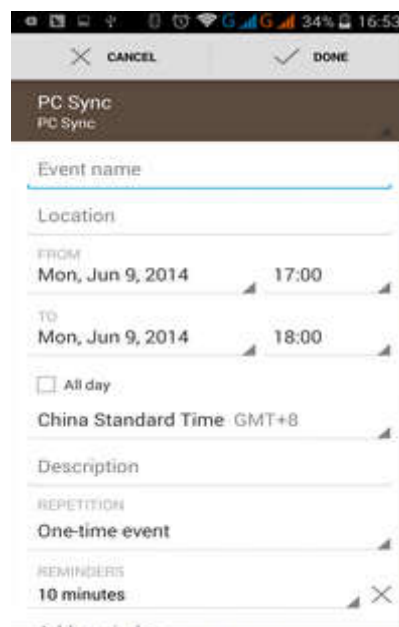 G G 34% 16:53
CANCEL DONE
PC Sync
PC Sync
Event name
Location
FROM
Mon, Jun 9, 2014 17:00
TO
Mon, Jun 9, 2014 18:00
All day
China Standard Time GMT+8
Description
REPETITION
One-time event
REMINDERS
10 minutes